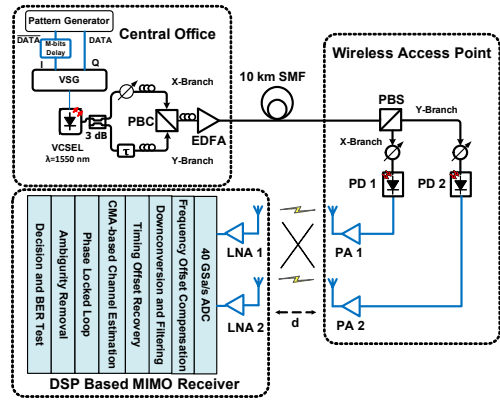 Pattern Generator
DATA
M-bits
Delay
DATA
I
Q
VSG
VCSEL
λ=1550 nm
3 dB
Central Office
X-Branch
τ
Y-Branch
PBC
EDFA
10 km SMF
Wireless Access Point
PBS
Y-Branch
X-Branch
PD 1
PD 2
PA 1
PA 2
d
LNA 1
LNA 2
40 GSa/s ADC
Frequency Offset Compensation
Downconversion and Filtering
Timing Offset Recovery
CMA-based Channel Estimation
Phase Locked Loop
Ambigurity Removal
Decision and BER Test
DSP Based MIMO Receiver